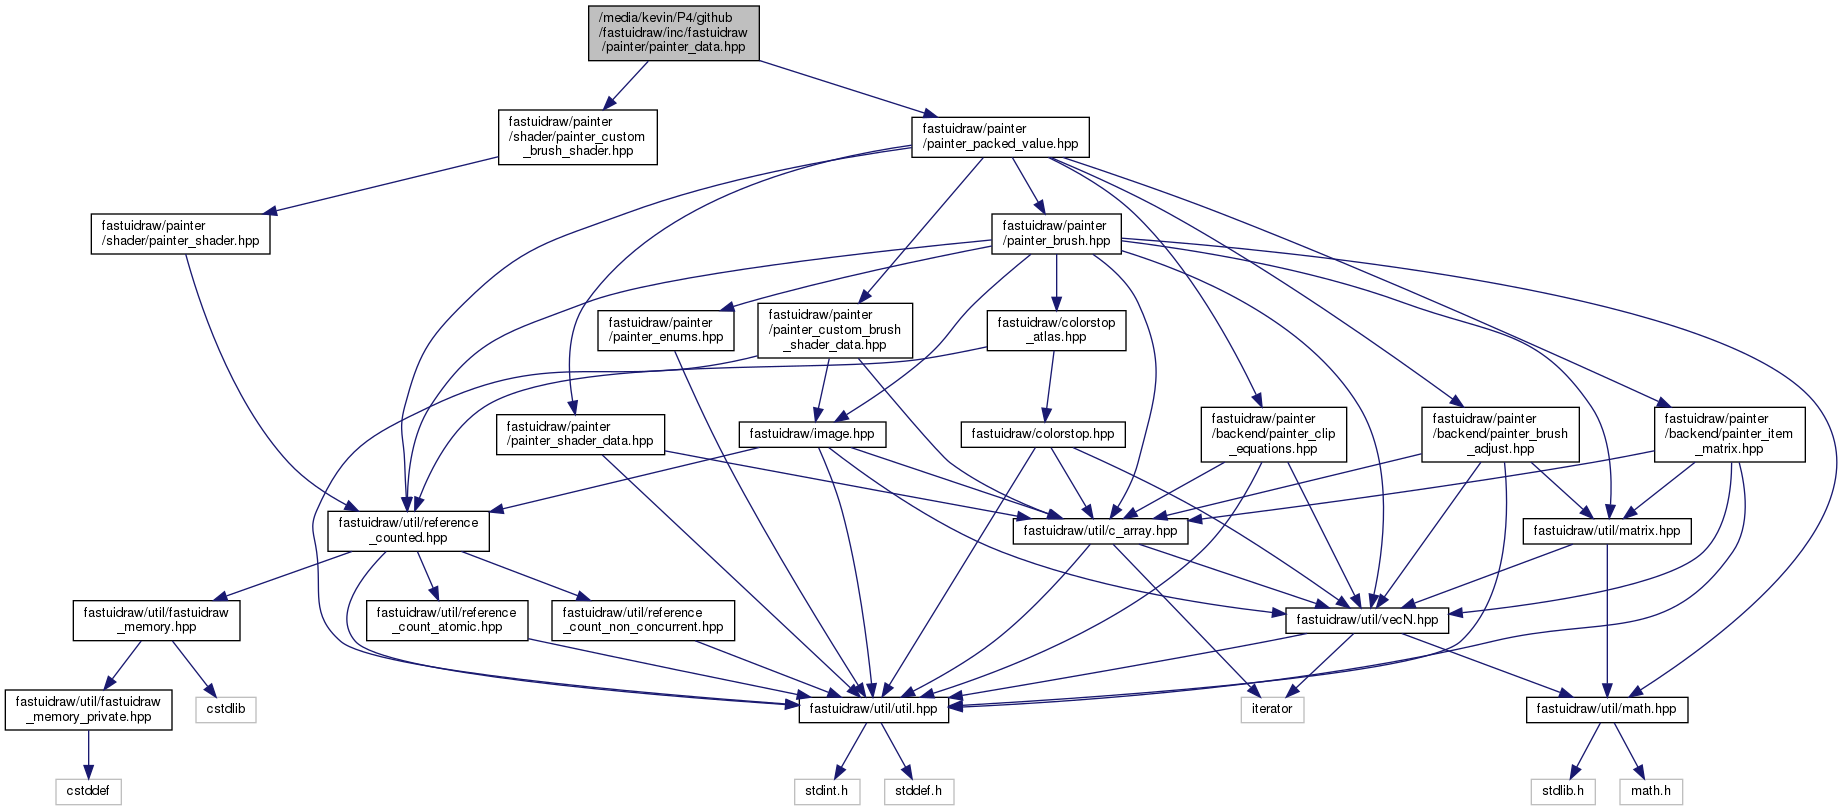 /media/kevin/P4/github
/fastuidraw/inc/fastuidraw
/painter/painter_data.hpp
fastuidraw/painter
/shader/painter_custom
_brush_shader.hpp
fastuidraw/painter
/painter_packed_value.hpp
fastuidraw/painter
/shader/painter_shader.hpp
fastuidraw/painter
/painter_brush.hpp
fastuidraw/painter
/painter_enums.hpp
fastuidraw/painter
/painter_custom_brush
_shader_data.hpp
fastuidraw/colorstop
_atlas.hpp
fastuidraw/painter
/painter_shader_data.hpp
fastuidraw/image.hpp
fastuidraw/colorstop.hpp
fastuidraw/painter
/backend/painter_clip
_equations.hpp
fastuidraw/painter
/backend/painter_brush
_adjust.hpp
fastuidraw/painter
/backend/painter_item
_matrix.hpp
fastuidraw/util/reference
_counted.hpp
fastuidraw/util/c_array.hpp
fastuidraw/util/matrix.hpp
fastuidraw/util/fastuidraw
_memory.hpp
fastuidraw/util/reference
_count_atomic.hpp
fastuidraw/util/reference
_count_non_concurrent.hpp
fastuidraw/util/vecN.hpp
fastuidraw/util/fastuidraw
_memory_private.hpp
cstdlib
fastuidraw/util/util.hpp
iterator
fastuidraw/util/math.hpp
cstddef
stdint.h
stddef.h
stdlib.h
math.h